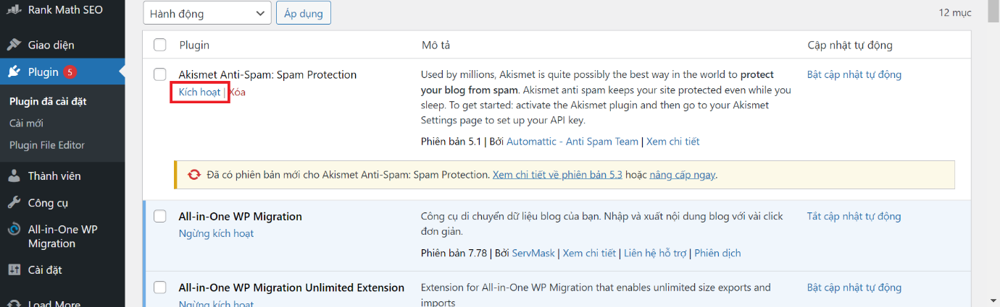 Rank Math SEO
Giao diện
Plugin 5
Plugin đã cài đặt
Cài mới
Plugin File Editor
Thành viên
Công cụ
All-in-One WP
Migration
Cài đặt
Load More
Hành động
Áp dụng
12 mục
Plugin
Mô tả
Cập nhật tự động
Akismet Anti-Spam: Spam Protection
Kích hoạt | Xóa
Used by millions, Akismet is quite possibly the best way in the world to protect
your blog from spam. Akismet anti spam keeps your site protected even while you
sleep. To get started: activate the Akismet plugin and then go to your Akismet
Settings page to set up your API key.
Phiên bản 5.1 | Bởi Automattic - Anti Spam Team | Xem chi tiết
Bật cập nhật tự động
Đã có phiên bản mới cho Akismet Anti-Spam: Spam Protection. Xem chi tiết về phiên bản 5.3 hoặc nâng cấp ngay.
All-in-One WP Migration
Ngừng kích hoạt
Công cụ di chuyển dữ liệu blog của bạn. Nhập và xuất nội dung blog với vài click
đơn giản.
Phiên bản 7.78 | Bởi ServMask | Xem chi tiết | Liên hệ hỗ trợ | Phiên dịch
Tắt cập nhật tự động
All-in-One WP Migration Unlimited Extension
Ngừng kích hoạt
Extension for All-in-One WP Migration that enables unlimited size exports and
imports
Bật cập nhật tự động